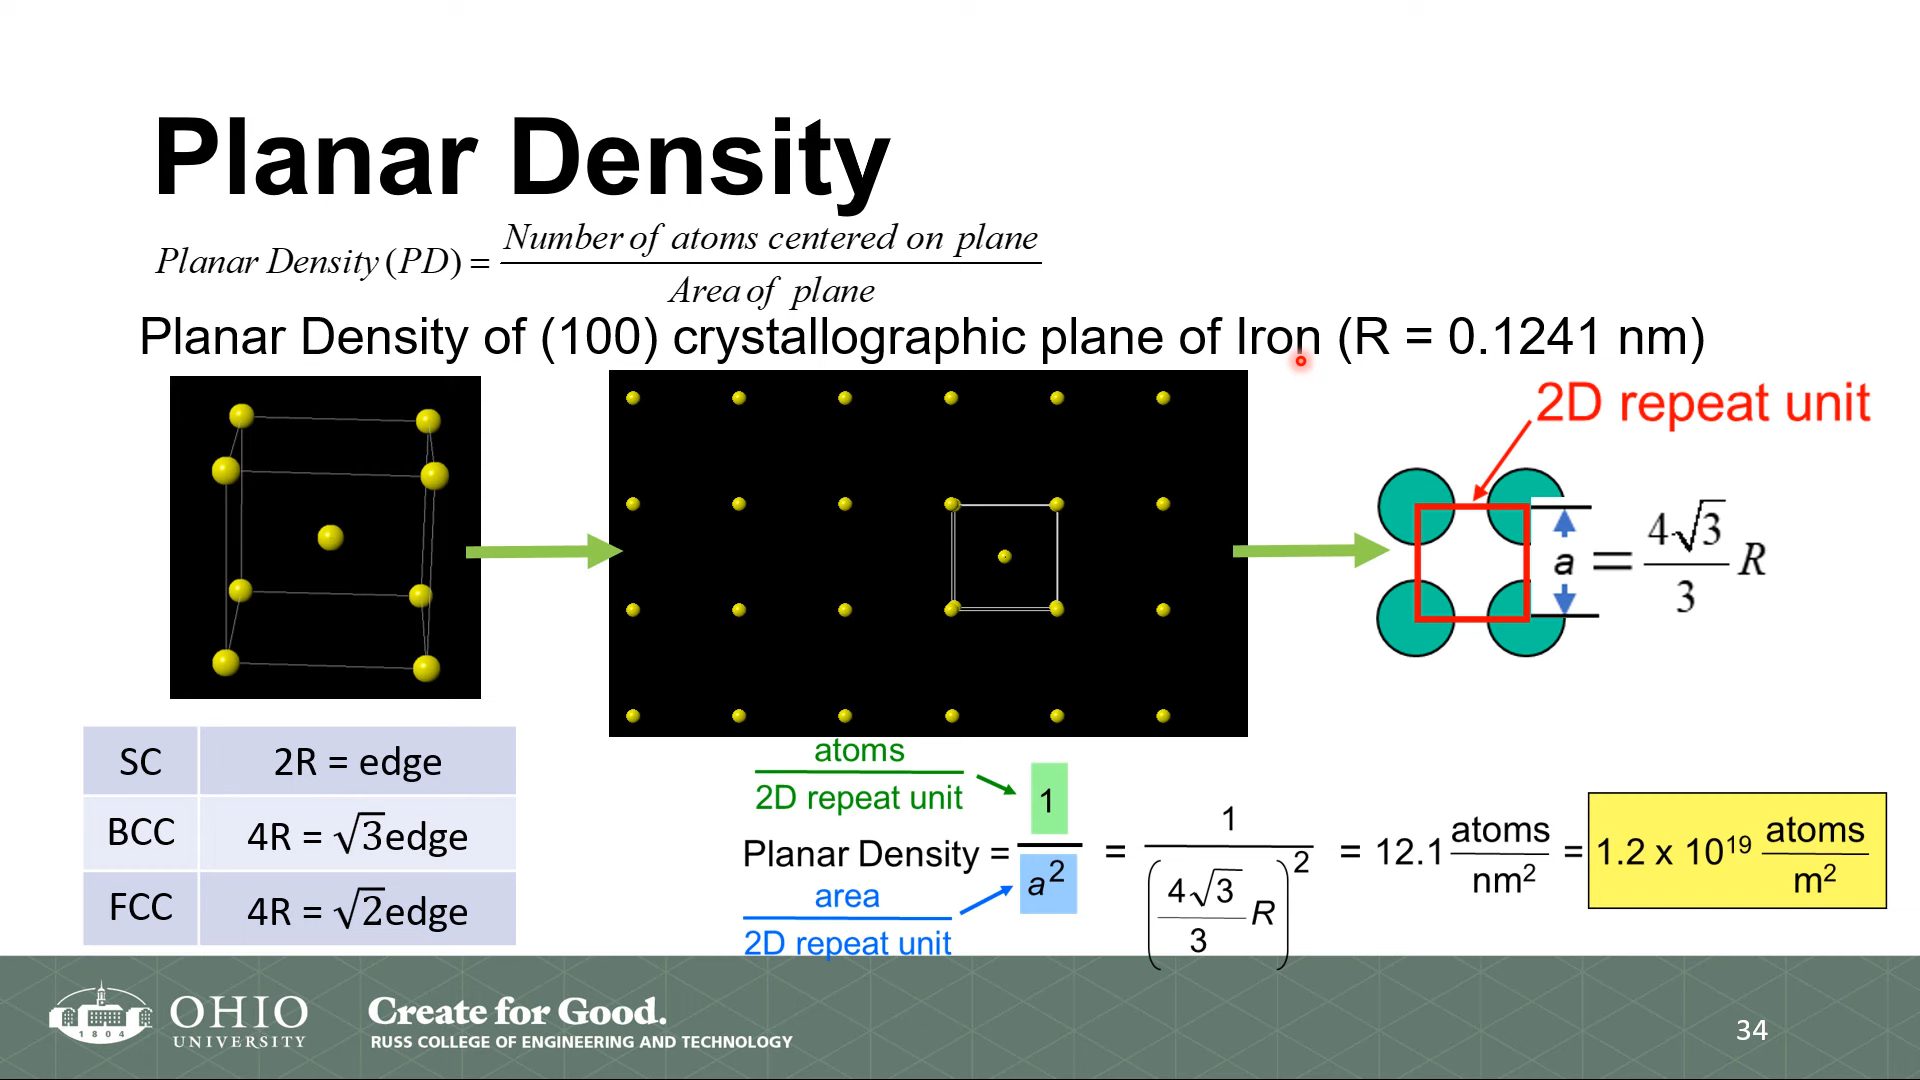 Planar Density
Planar Density (PD) = Number of atoms centered on plane / Area of plane
Planar Density of (100) crystallographic plane of Iron (R = 0.1241 nm)
2D repeat unit
a = 4√3 / 3 R
SC 2R = edge
BCC 4R = √3edge
FCC 4R = √2edge
atoms
2D repeat unit
Planar Density = 1 / a² = 1 / (4√3 / 3 R)² = 12.1 atoms / nm² = 1.2 x 10¹⁹ atoms / m²
area
2D repeat unit
1804
OHIO
UNIVERSITY
Create for Good.
RUSS COLLEGE OF ENGINEERING AND TECHNOLOGY
34